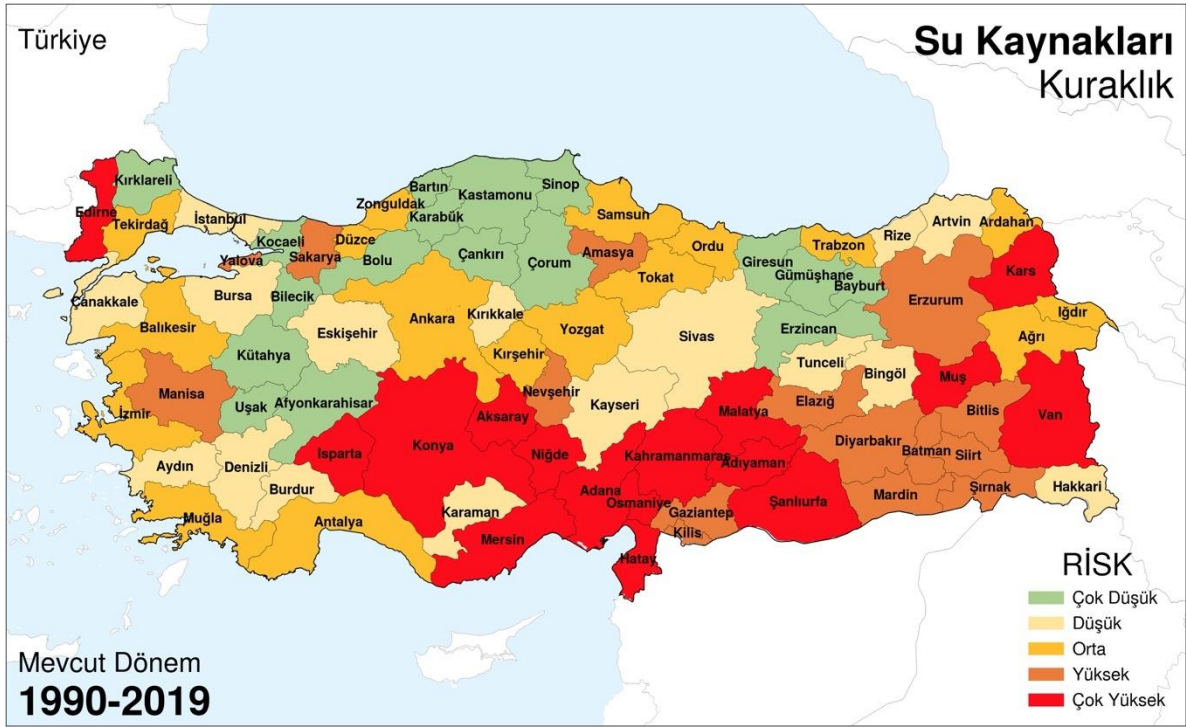 Türkiye
Su Kaynakları
Kuraklık
Kırklareli
Edirne
Tekirdağ
İstanbul
Kocaeli
Yalova
Sakarya
Düzce
Zonguldak
Bartın
Karabük
Kastamonu
Sinop
Bolu
Çankırı
Çorum
Samsun
Amasya
Ordu
Tokat
Giresun
Gümüşhane
Bayburt
Trabzon
Rize
Artvin
Ardahan
Kars
Erzurum
Iğdır
Ağrı
Çanakkale
Bursa
Bilecik
Balıkesir
Eskişehir
Ankara
Kırıkkale
Yozgat
Kırşehir
Sivas
Erzincan
Tunceli
Bingöl
Muş
Kütahya
Manisa
Uşak
Afyonkarahisar
İzmir
Nevşehir
Kayseri
Malatya
Elazığ
Bitlis
Van
Aksaray
Konya
Isparta
Niğde
Kahramanmaraş
Adıyaman
Diyarbakır
Batman
Siirt
Aydın
Denizli
Burdur
Karaman
Adana
Osmaniye
Gaziantep
Şanlıurfa
Mardin
Şırnak
Hakkari
Muğla
Antalya
Mersin
Kilis
Hatay
RİSK
Çok Düşük
Düşük
Orta
Yüksek
Çok Yüksek
Mevcut Dönem
1990-2019